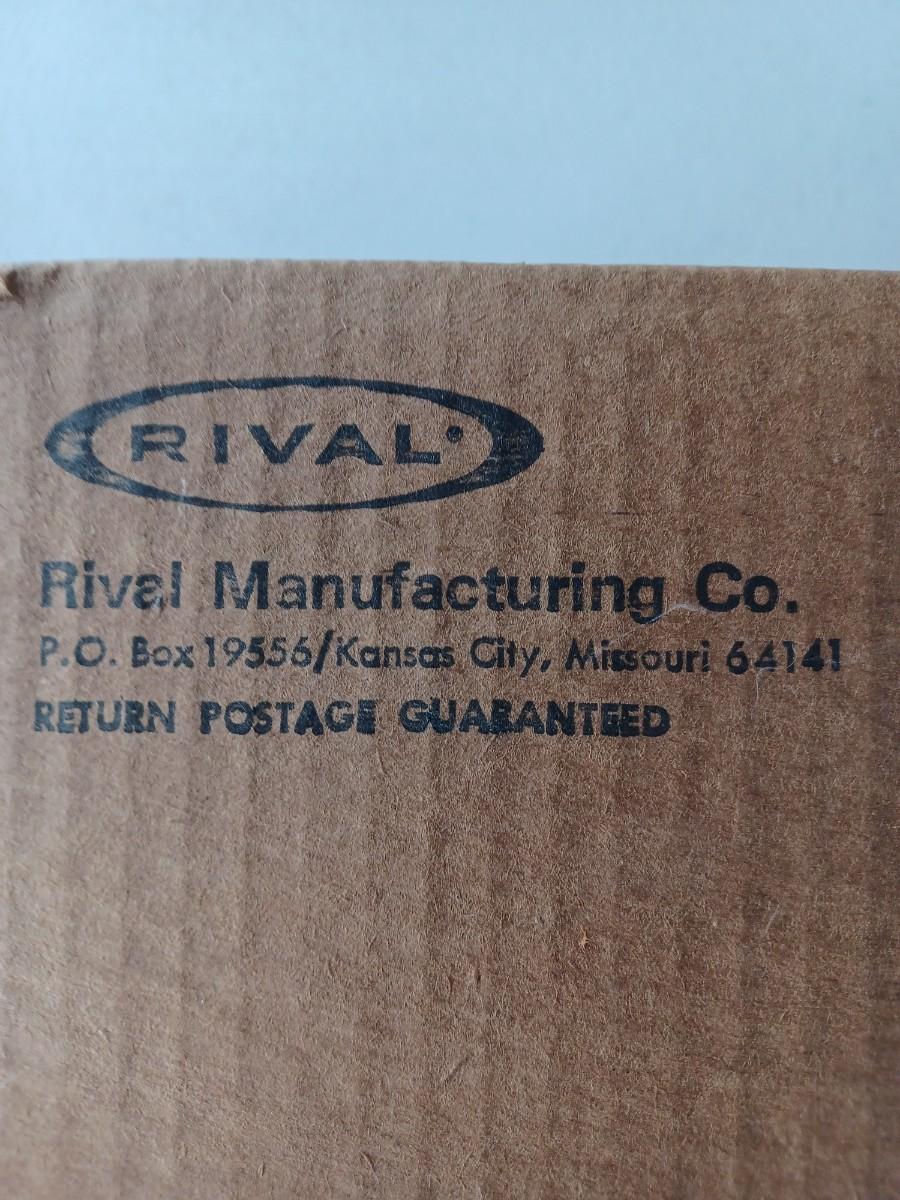 RIVAL®
Rival Manufacturing Co.
P.O. Box 19556/Kansas City, Missouri 64141
RETURN POSTAGE GUARANTEED